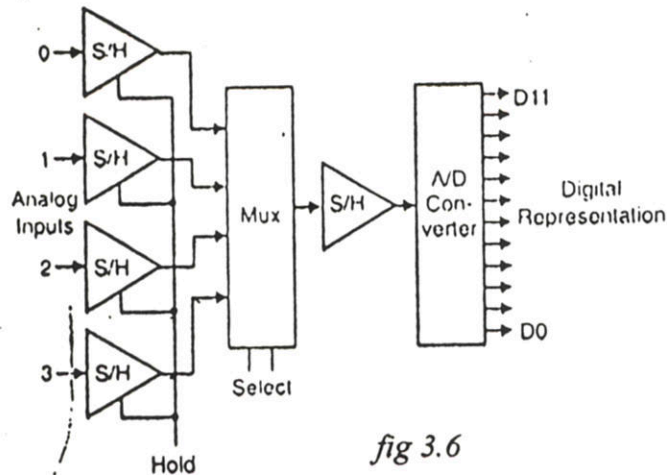 0
S/H
1
S/H
Analog
Inputs
2
S/H
3
S/H
Hold
Mux
Select
S/H
A/D
Con-
verter
D11
Digital
Representation
D0
fig 3.6